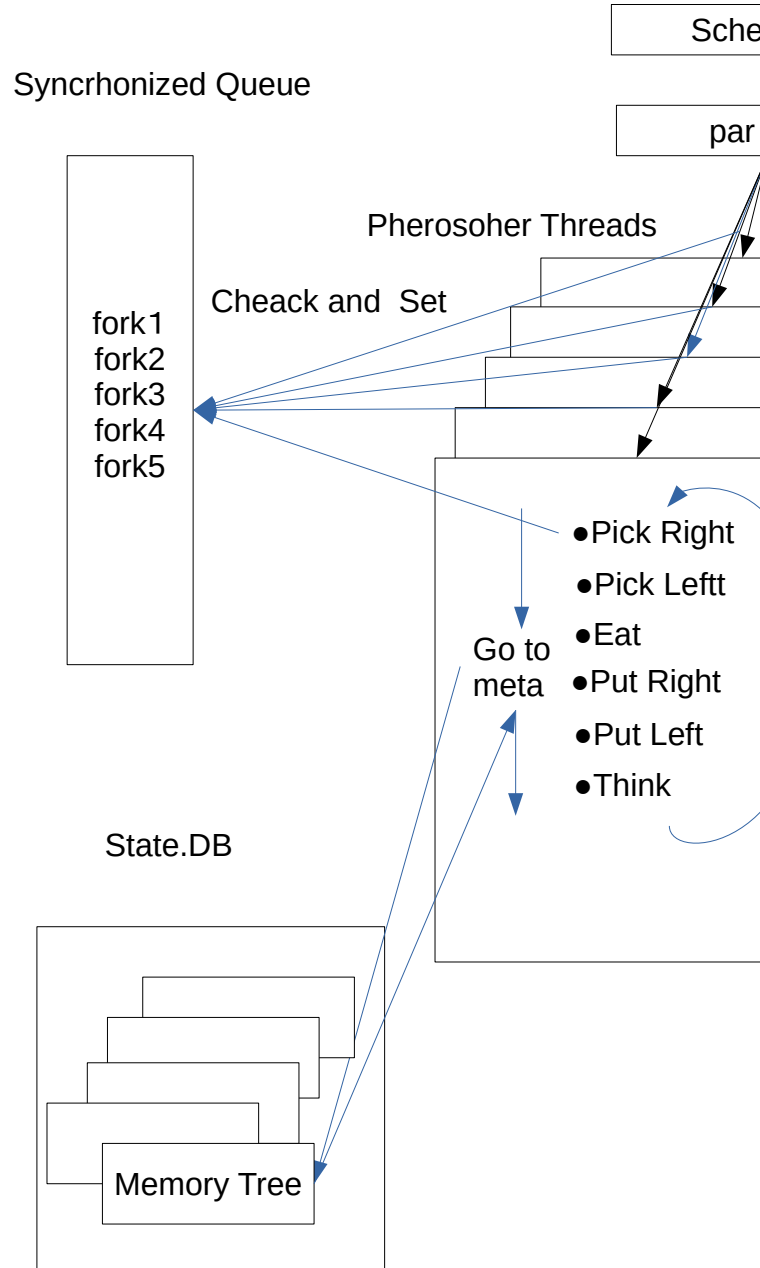 Sche
Syncrhonized Queue
par
Pherosoher Threads
Cheack and  Set
fork1
fork2
fork3
fork4
fork5
●Pick Right
●Pick Leftt
●Eat
Go to
meta
●Put Right
●Put Left
●Think
State.DB
Memory Tree